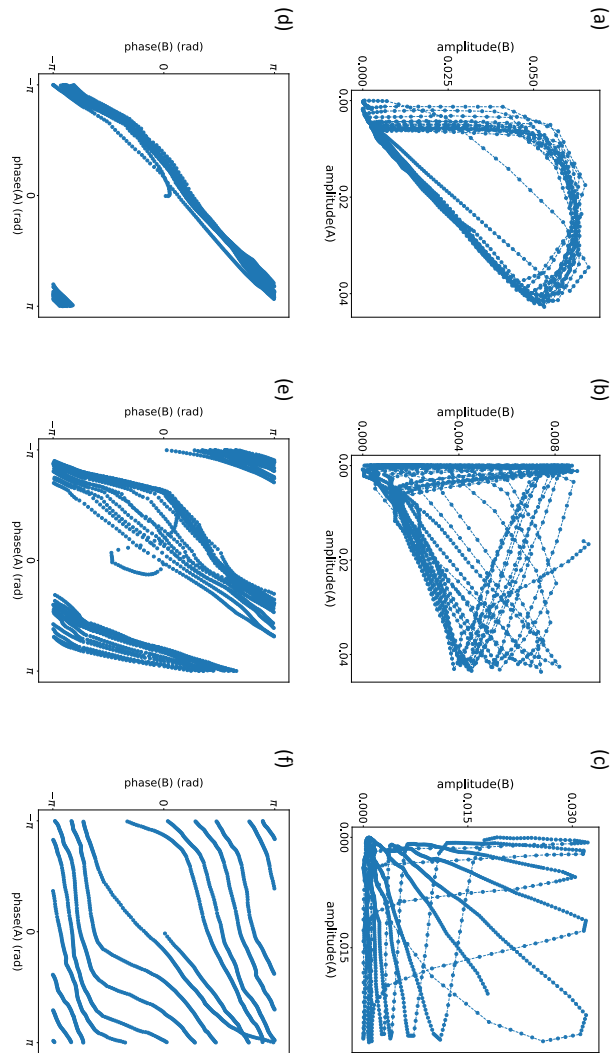 (a)
amplitude(B)
0.050
0.025
0.000
0.00 0.02 0.04
amplitude(A)
(b)
amplitude(B)
0.008
0.004
0.000
0.00 0.02 0.04
amplitude(A)
(c)
amplitude(B)
0.030
0.015
0.000
0.00 0.15
amplitude(A)
(d)
phase(B) (rad)
π
0
−π
−π 0 π
phase(A) (rad)
(e)
phase(B) (rad)
π
0
−π
−π 0 π
phase(A) (rad)
(f)
phase(B) (rad)
π
0
−π
−π 0 π
phase(A) (rad)